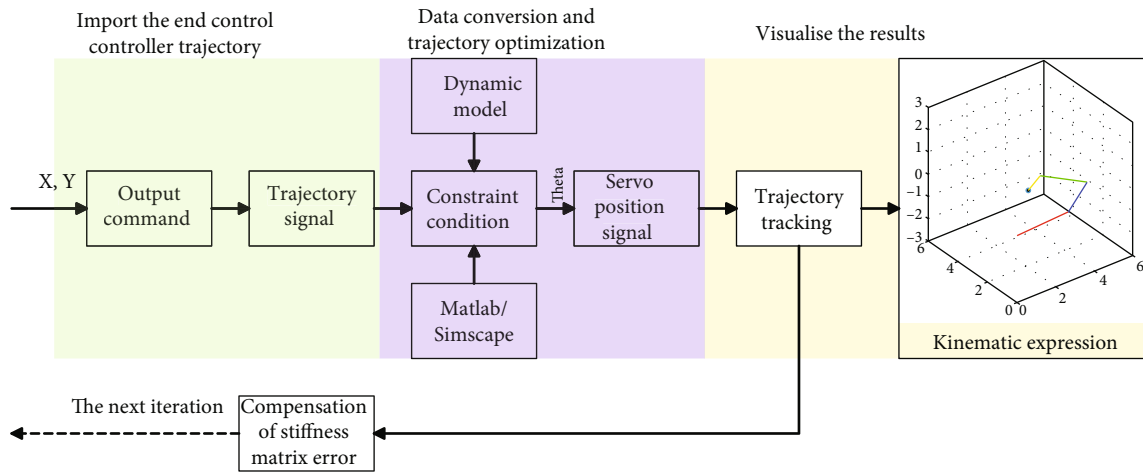 Import the end control
controller trajectory
Data conversion and
trajectory optimization
Visualise the results
X, Y
Output
command
Trajectory
signal
Dynamic
model
Constraint
condition
Matlab/
Simscape
Theta
Servo
position
signal
Trajectory
tracking
3
2
1
0
−1
−2
−3
6
4
2
0
0
2
4
6
Kinematic expression
The next iteration
Compensation
of stiffness
matrix error